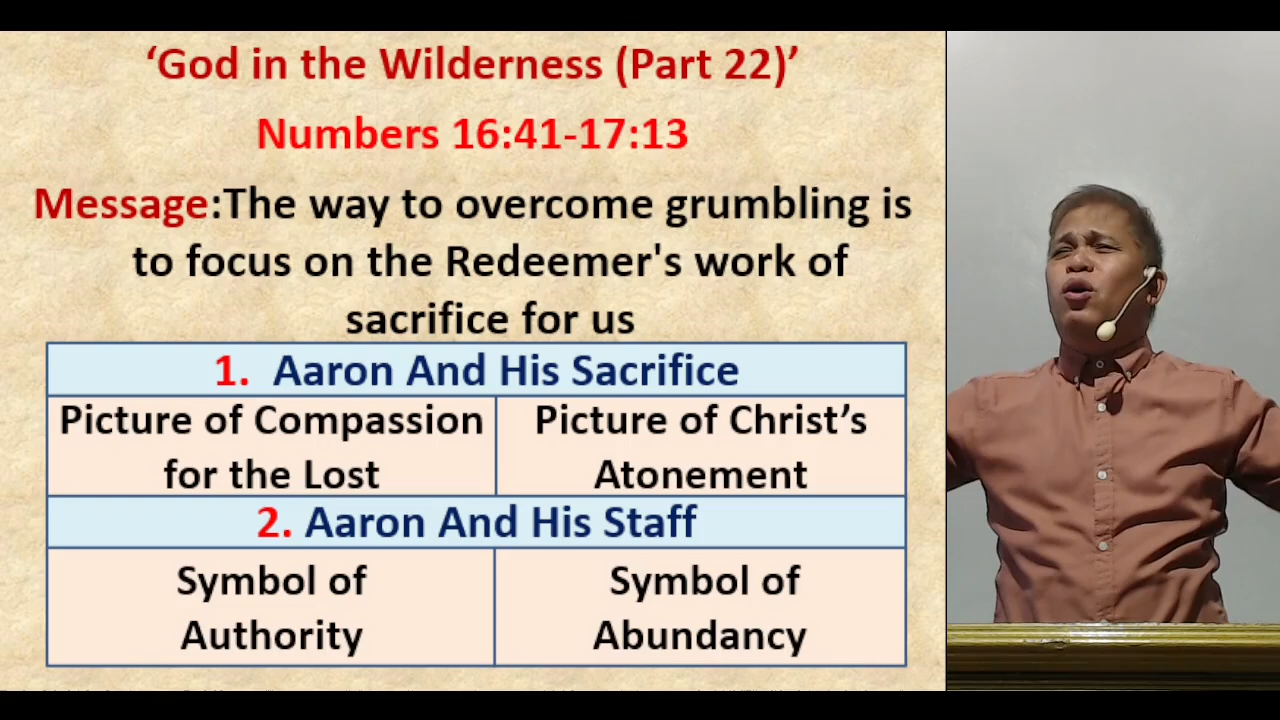 ‘God in the Wilderness (Part 22)’
Numbers 16:41-17:13
Message:The way to overcome grumbling is
to focus on the Redeemer's work of
sacrifice for us
1. Aaron And His Sacrifice
Picture of Compassion
for the Lost
Picture of Christ’s
Atonement
2. Aaron And His Staff
Symbol of
Authority
Symbol of
Abundancy